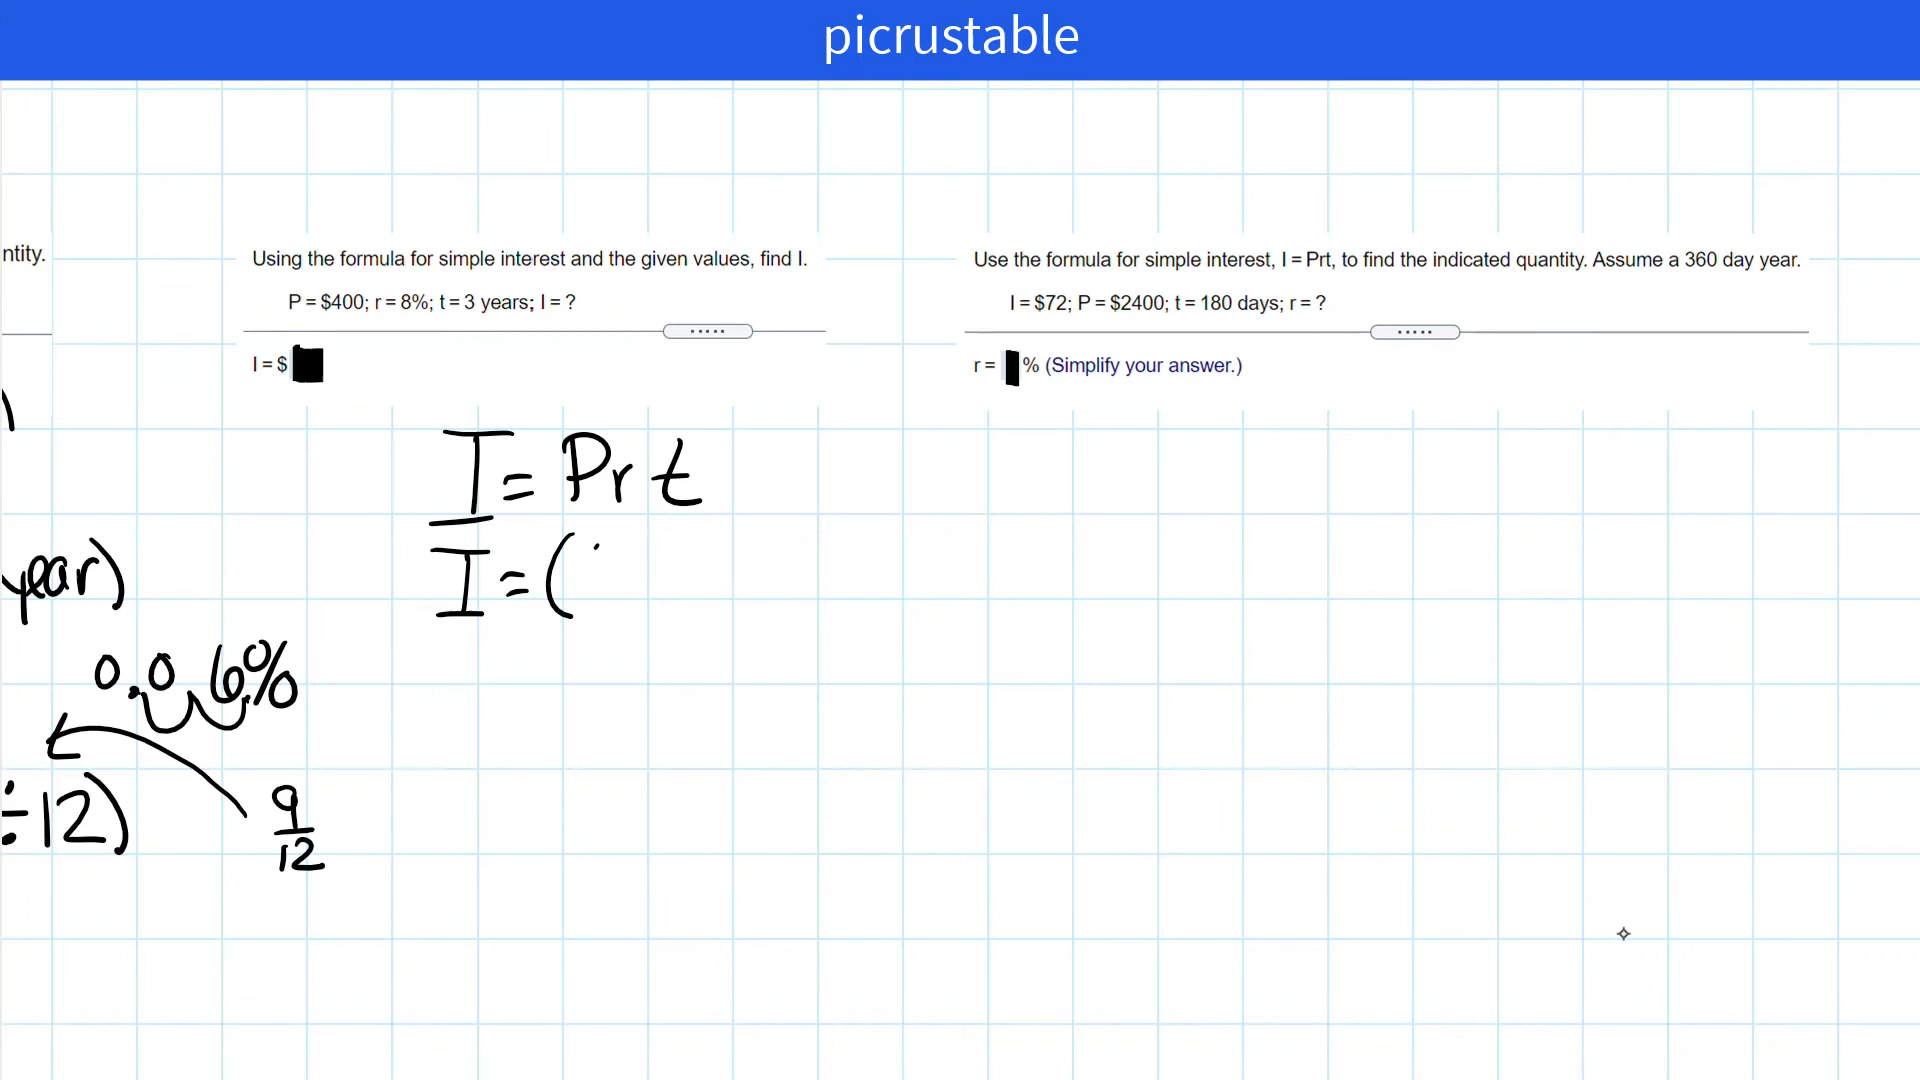 picrustable
ntity.
year)
0.06%
÷12)
9
12
Using the formula for simple interest and the given values, find I.
P = $400; r = 8%; t = 3 years; I = ?
I = $
I = Prt
I = (
Use the formula for simple interest, I = Prt, to find the indicated quantity. Assume a 360 day year.
I = $72; P = $2400; t = 180 days; r = ?
r = % (Simplify your answer.)